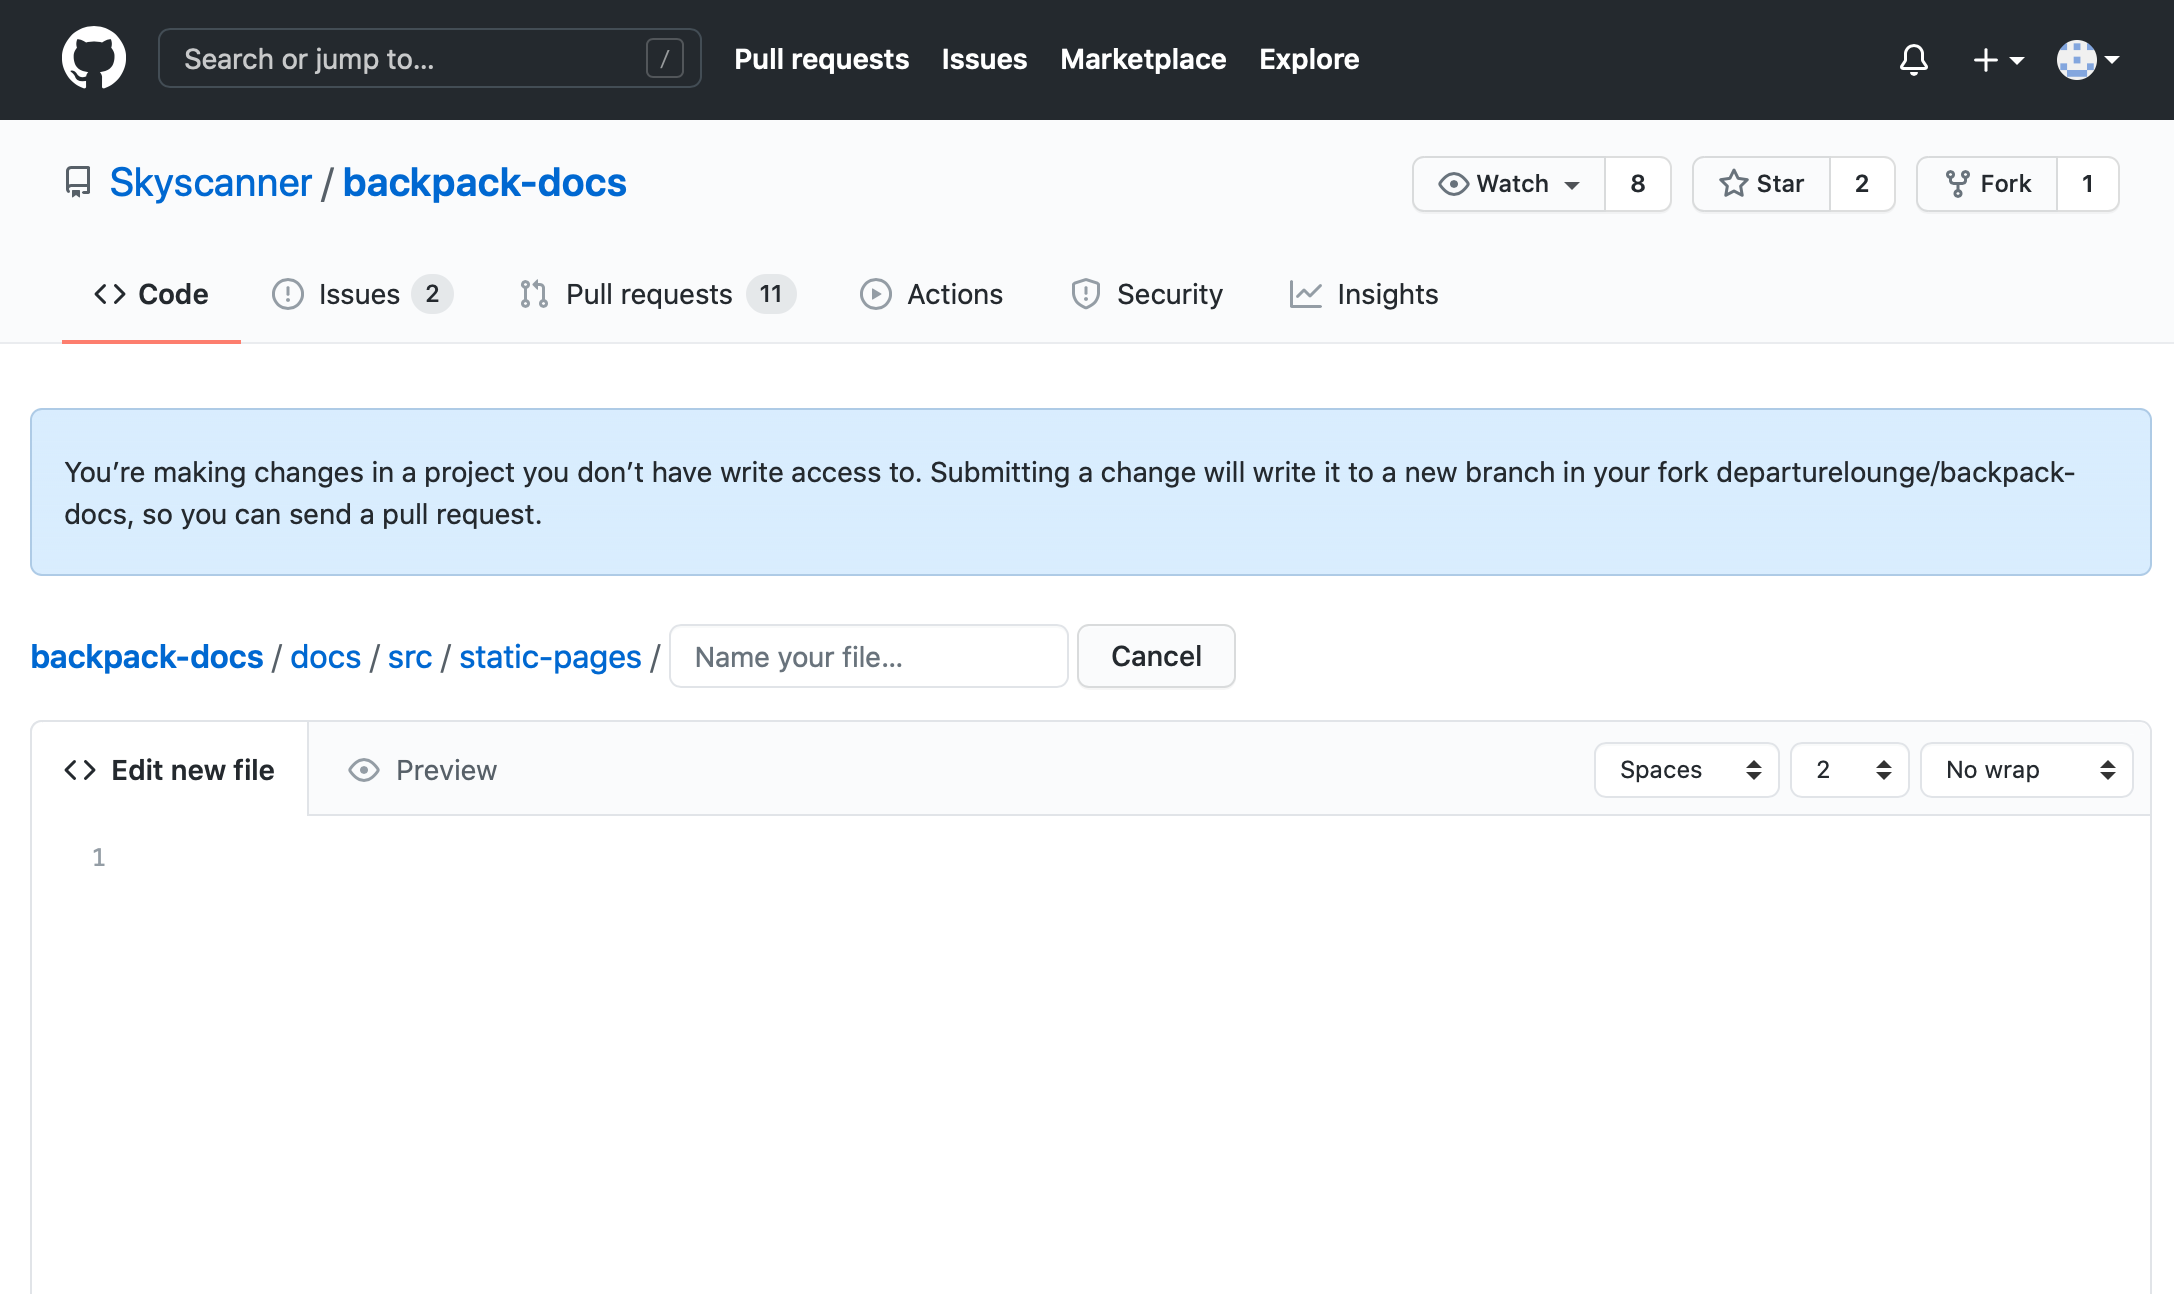 Search or jump to... /
Pull requests Issues Marketplace Explore
Skyscanner / backpack-docs
Watch 8 Star 2 Fork 1
Code Issues 2 Pull requests 11 Actions Security Insights
You’re making changes in a project you don’t have write access to. Submitting a change will write it to a new branch in your fork departurelounge/backpack-
docs, so you can send a pull request.
backpack-docs / docs / src / static-pages / Name your file... Cancel
Edit new file Preview Spaces 2 No wrap
1